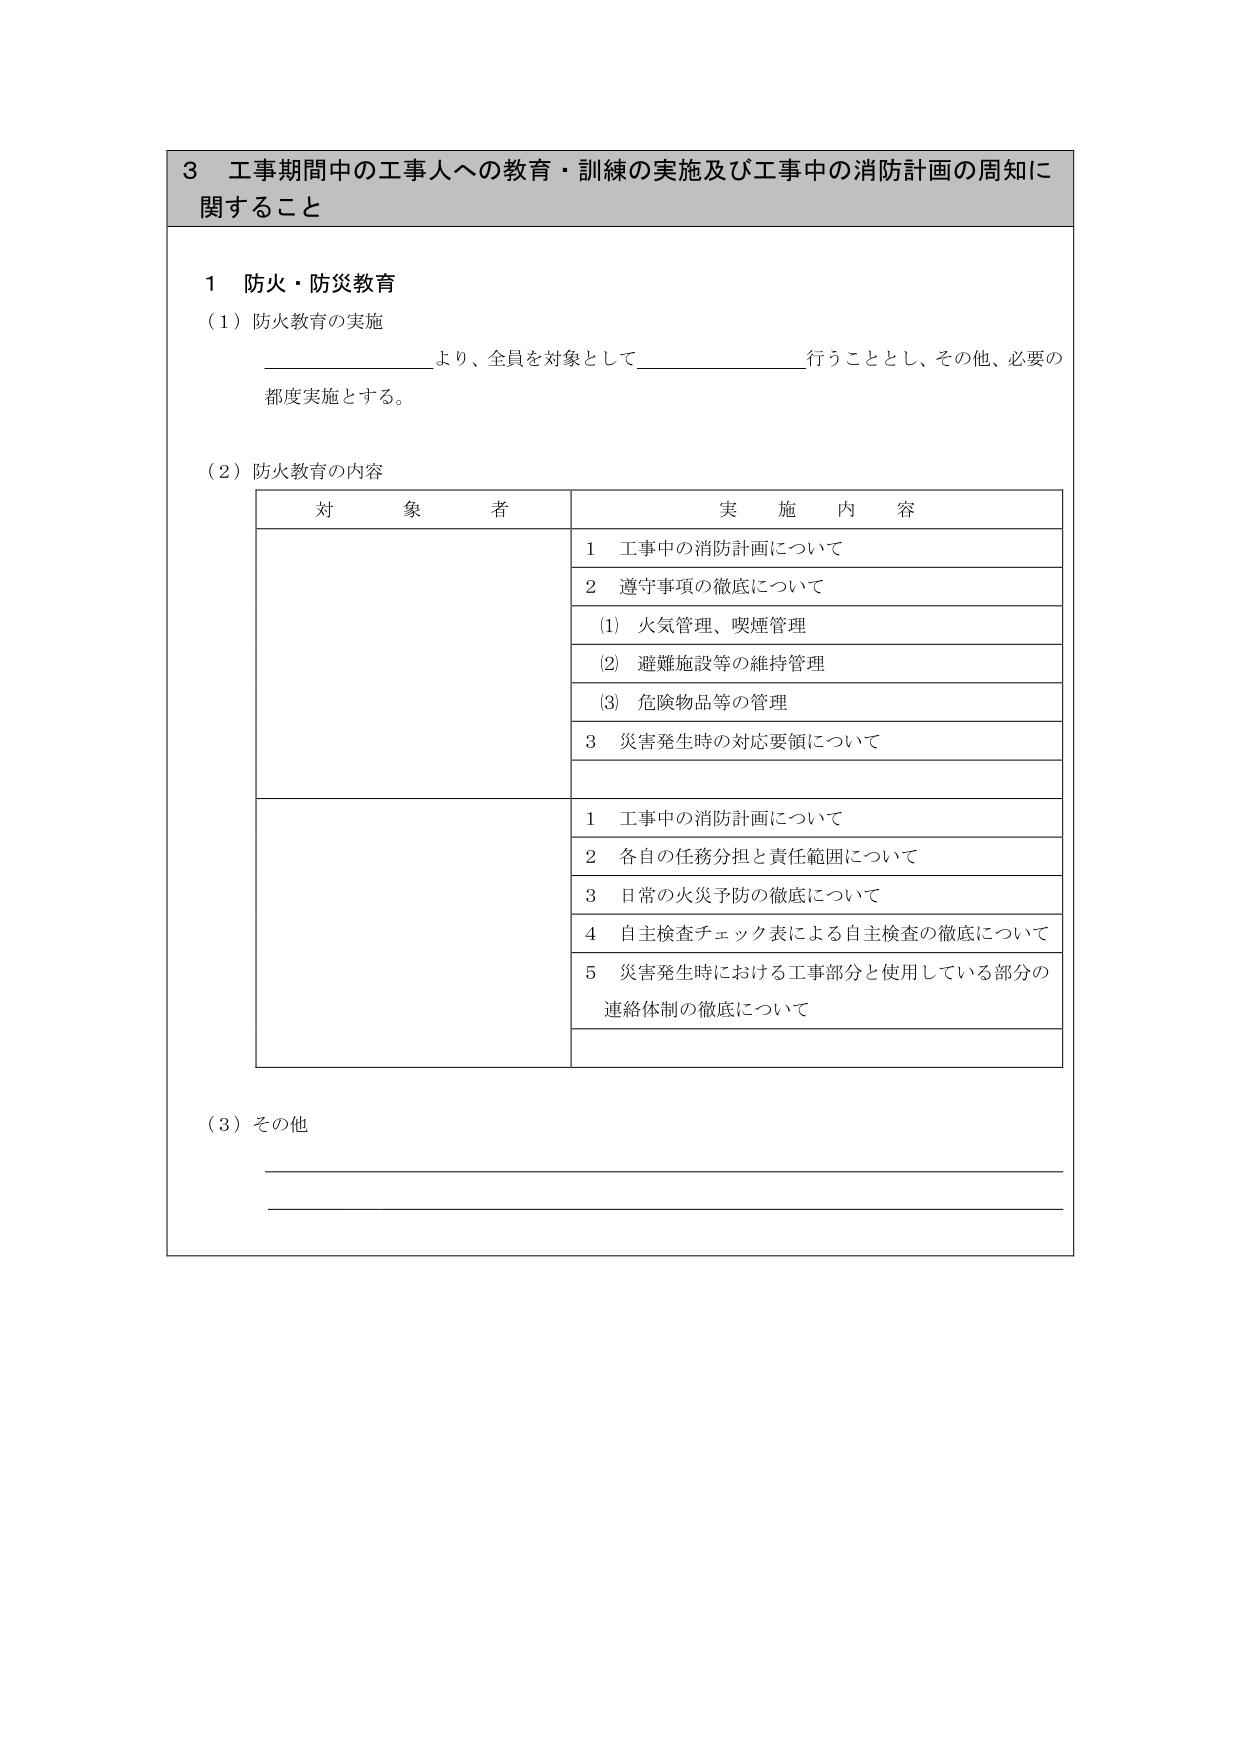 ３　工事期間中の工事人への教育・訓練の実施及び工事中の消防計画の周知に
関すること
１　防火・防災教育
（１）防火教育の実施
より、全員を対象として　　　　　　　　　行うこととし、その他、必要の
都度実施とする。
（２）防火教育の内容
対　象　者　実　施　内　容
１　工事中の消防計画について
２　遵守事項の徹底について
⑴　火気管理、喫煙管理
⑵　避難施設等の維持管理
⑶　危険物品等の管理
３　災害発生時の対応要領について
１　工事中の消防計画について
２　各自の任務分担と責任範囲について
３　日常の火災予防の徹底について
４　自主検査チェック表による自主検査の徹底について
５　災害発生時における工事部分と使用している部分の
連絡体制の徹底について
（３）その他